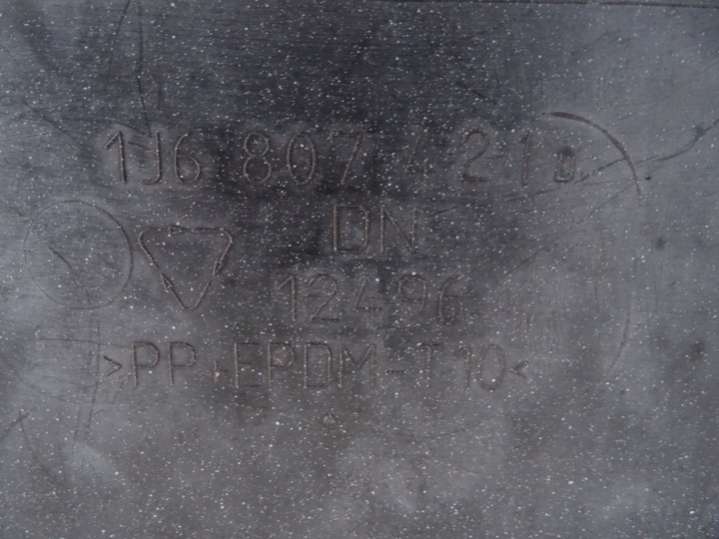 1J6 807 421 B
DN
12496
>PP+EPDM-T10<